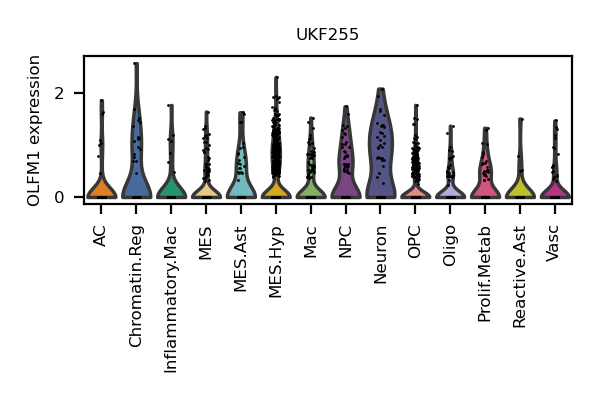 UKF255
OLFM1 expression
2
0
AC
Chromatin.Reg
Inflammatory.Mac
MES
MES.Ast
MES.Hyp
Mac
NPC
Neuron
OPC
Oligo
Prolif.Metab
Reactive.Ast
Vasc